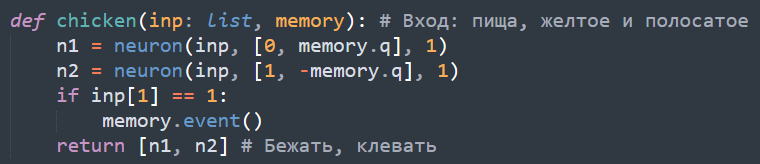 def chicken(inp: list, memory): # Вход: пища, желтое и полосатое
    n1 = neuron(inp, [0, memory.q], 1)
    n2 = neuron(inp, [1, -memory.q], 1)
    if inp[1] == 1:
        memory.event()
    return [n1, n2] # Бежать, клевать